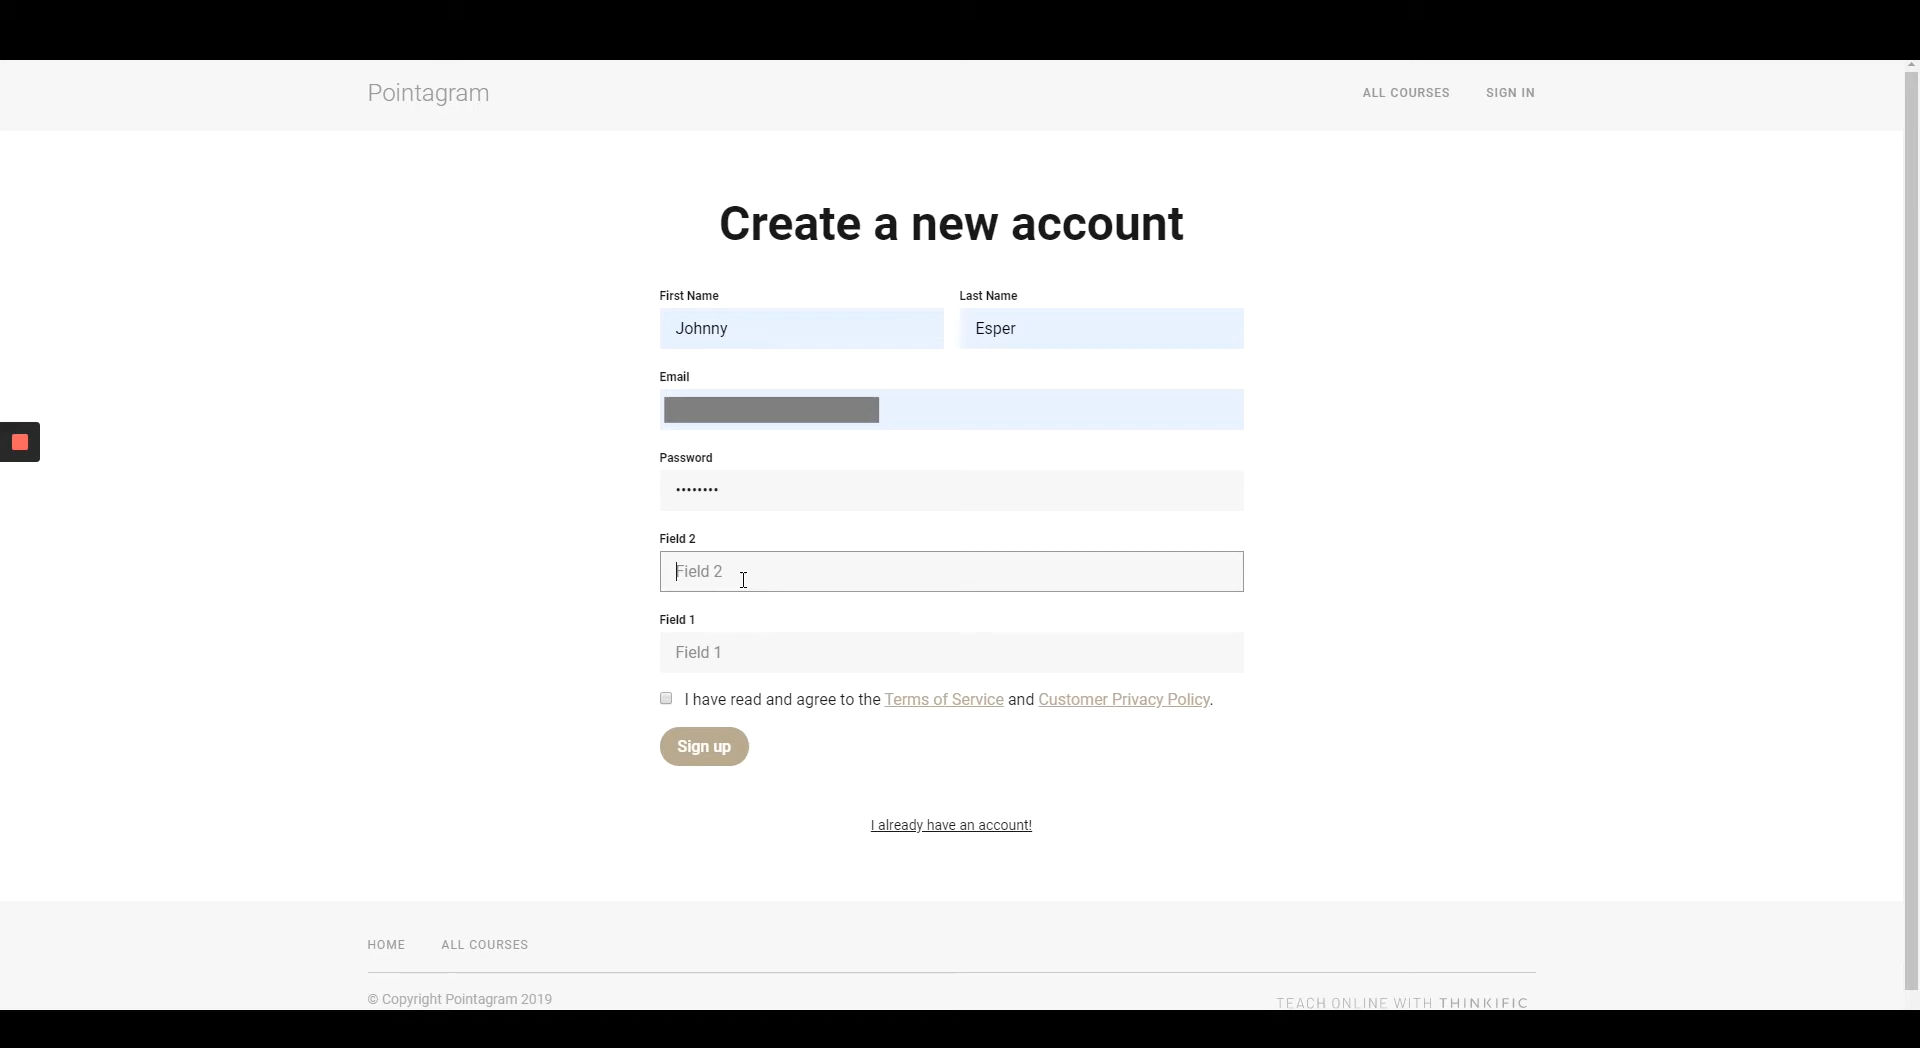 Pointagram
ALL COURSES
SIGN IN
Create a new account
First Name
Last Name
Johnny
Esper
Email
Password
••••••••
Field 2
Field 2
Field 1
Field 1
I have read and agree to the Terms of Service and Customer Privacy Policy.
Sign up
I already have an account!
HOME
ALL COURSES
© Copyright Pointagram 2019
TEACH ONLINE WITH THINKIFIC